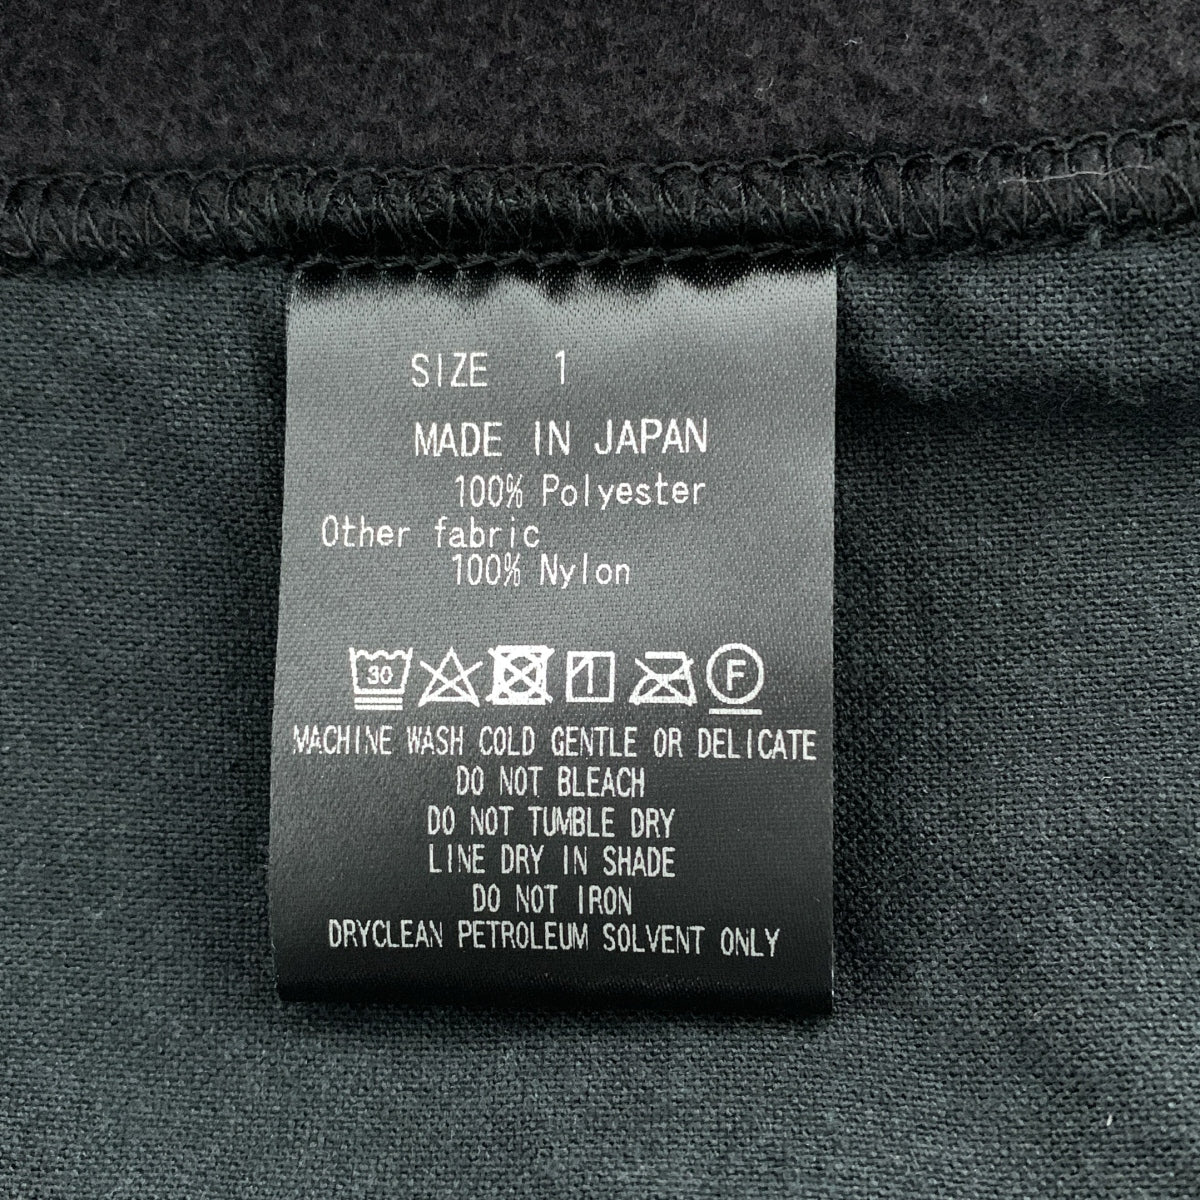 SIZE 1
MADE IN JAPAN
100% Polyester
Other fabric
100% Nylon
30 F
MACHINE WASH COLD GENTLE OR DELICATE
DO NOT BLEACH
DO NOT TUMBLE DRY
LINE DRY IN SHADE
DO NOT IRON
DRYCLEAN PETROLEUM SOLVENT ONLY